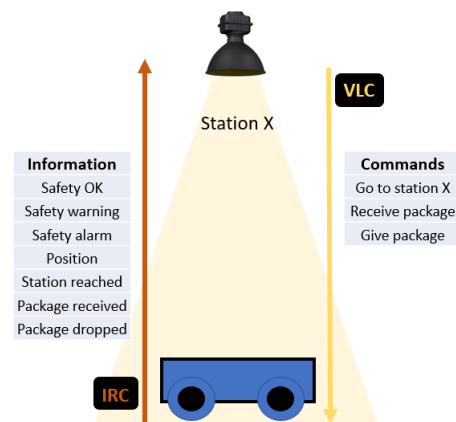 VLC
Station X
Information
Safety OK
Safety warning
Safety alarm
Position
Station reached
Package received
Package dropped
Commands
Go to station X
Receive package
Give package
IRC